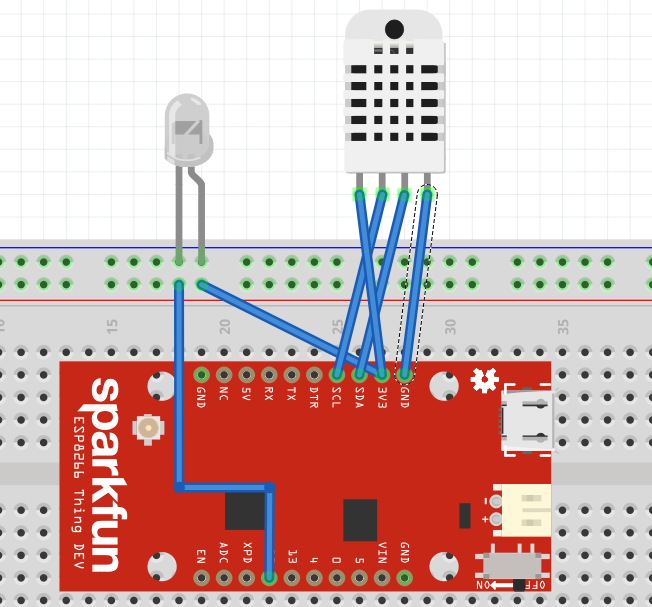 15
20
25
30
35
GND
NC
5V
RX
TX
DTR
SCL
SDA
3V3
GND
sparkfun
ESP8266 Thing DEV
EN
ADC
XPD
13
4
0
5
VIN
GND
-
+
ON
OFF